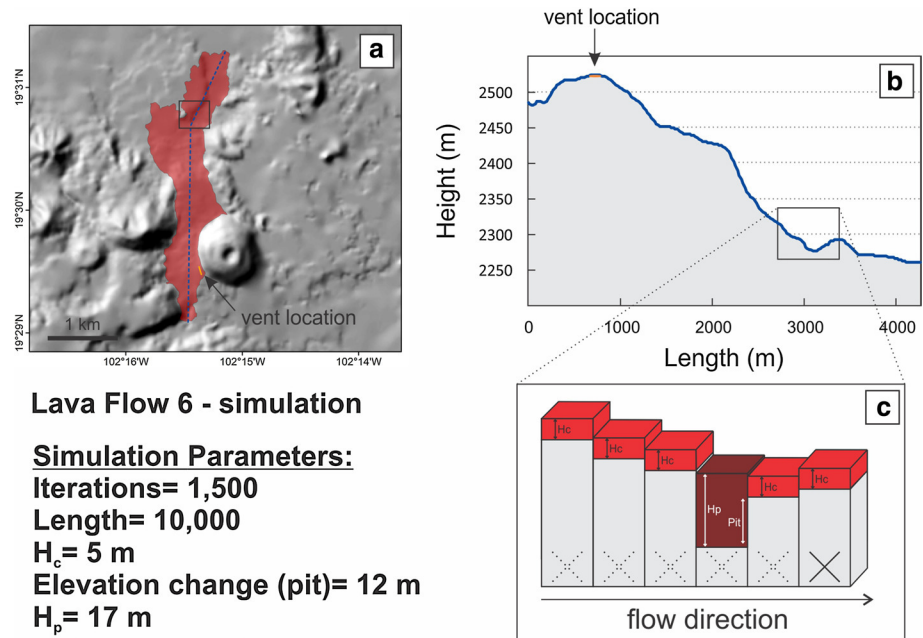 a
19°31'N
19°30'N
19°29'N
1 km
vent location
102°16'W
102°15'W
102°14'W
vent location
b
Height (m)
2500
2450
2400
2350
2300
2250
0
1000
2000
3000
4000
Length (m)
Lava Flow 6 - simulation
Simulation Parameters:
Iterations= 1,500
Length= 10,000
Hc= 5 m
Elevation change (pit)= 12 m
Hp= 17 m
c
Hc
Hc
Hc
Hp
Pit
Hc
Hc
flow direction